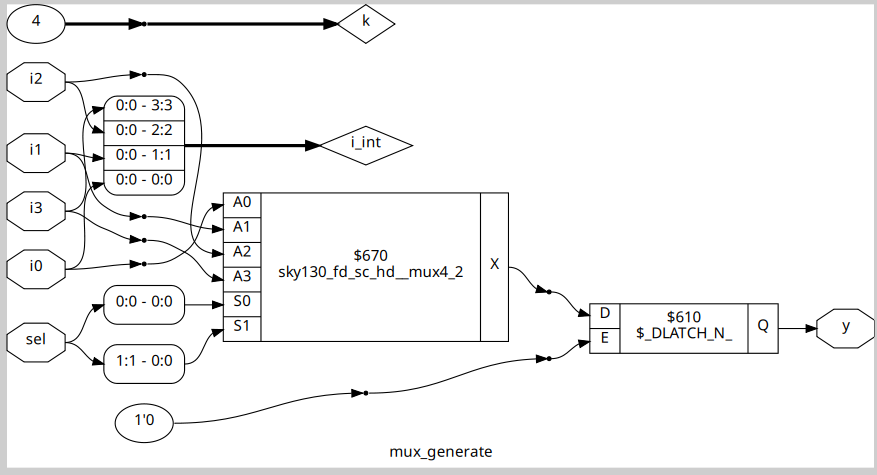 4
k
i2
0:0 - 3:3
0:0 - 2:2
0:0 - 1:1
0:0 - 0:0
i_int
i1
i3
i0
A0
A1
A2
A3
S0
S1
$670
sky130_fd_sc_hd__mux4_2
X
0:0 - 0:0
sel
1:1 - 0:0
D
E
$610
$_DLATCH_N_
Q
y
1'0
mux_generate